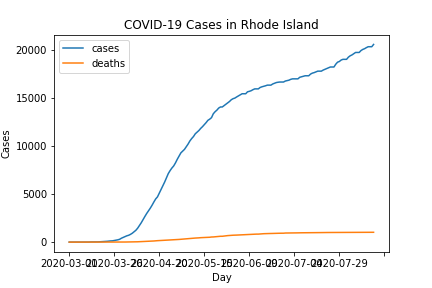 COVID-19 Cases in Rhode Island
cases
deaths
20000
15000
10000
5000
0
Cases
2020-03-01 2020-03-26 2020-04-20 2020-05-15 2020-06-09 2020-07-04 2020-07-29
Day